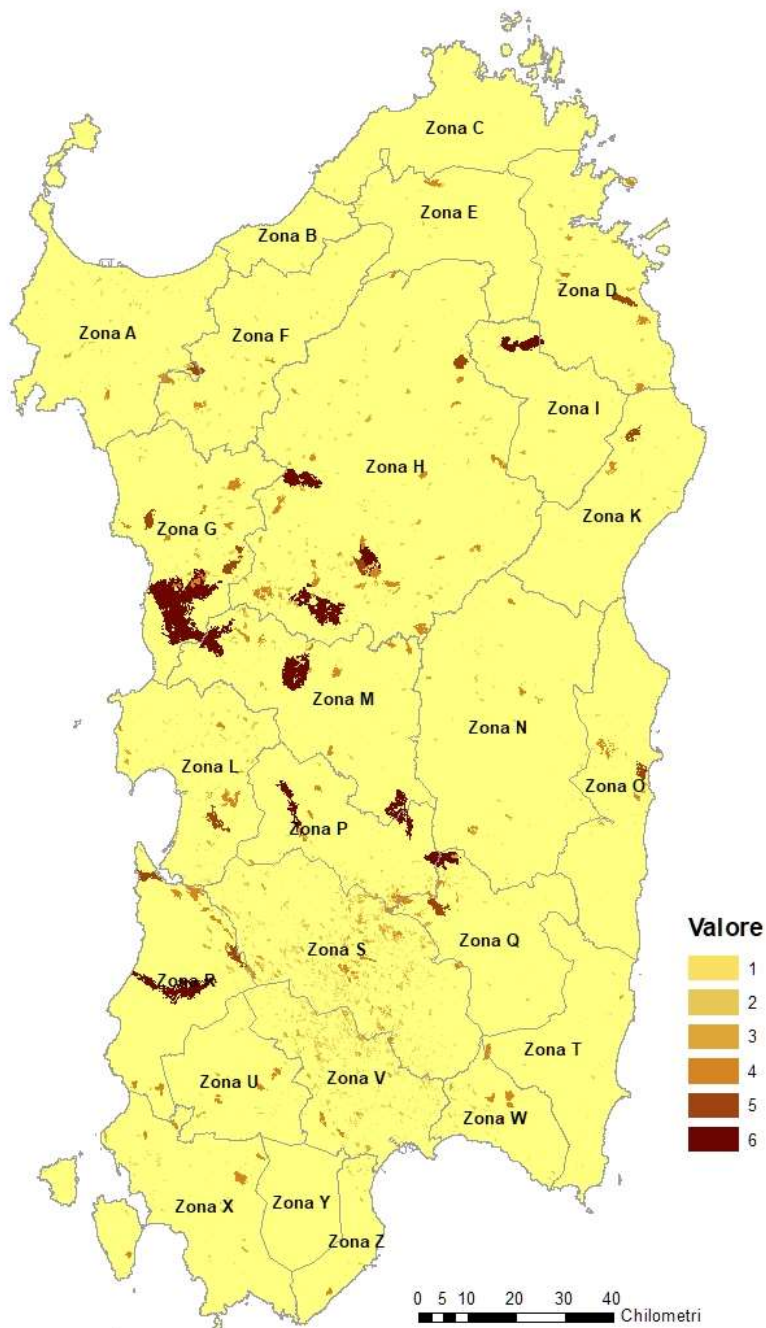 Zona C
Zona E
Zona B
Zona D
Zona A
Zona F
Zona I
Zona H
Zona K
Zona G
Zona M
Zona N
Zona L
Zona O
Zona P
Zona Q
Zona S
Zona R
Zona T
Zona V
Zona U
Zona W
Zona Y
Zona X
Zona Z
Valore
1
2
3
4
5
6
0 5 10 20 30 40
Chilometri